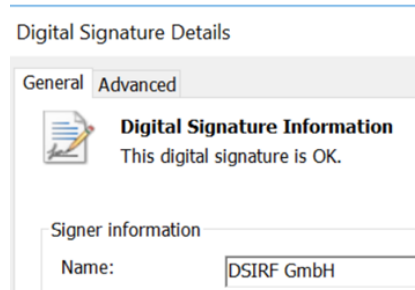 Digital Signature Details
General Advanced
Digital Signature Information
This digital signature is OK.
Signer information
Name: DSIRF GmbH